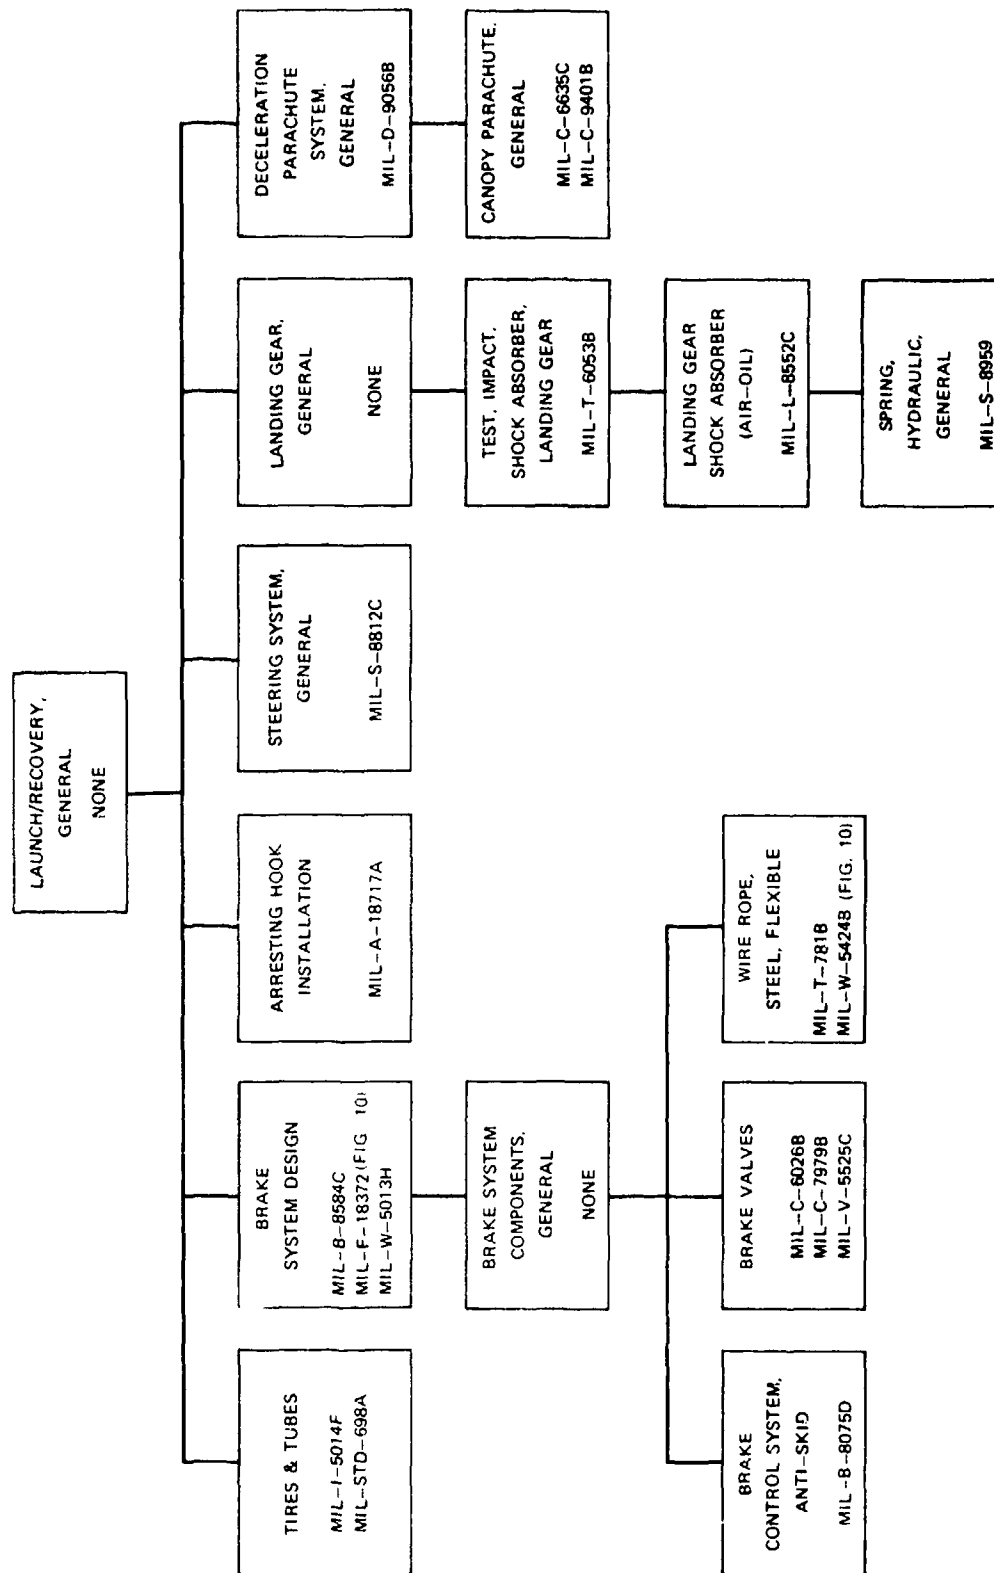 LAUNCH/RECOVERY,
GENERAL
NONE
TIRES & TUBES
MIL-I-5014F
MIL-STD-698A
BRAKE
SYSTEM DESIGN
MIL-B-8584C
MIL-F-18372 (FIG 10)
MIL-W-5013H
ARRESTING HOOK
INSTALLATION
MIL-A-18717A
STEERING SYSTEM,
GENERAL
MIL-S-8812C
LANDING GEAR,
GENERAL
NONE
DECELERATION
PARACHUTE
SYSTEM,
GENERAL
MIL-D-9056B
BRAKE SYSTEM
COMPONENTS,
GENERAL
NONE
TEST, IMPACT,
SHOCK ABSORBER,
LANDING GEAR
MIL-T-6053B
CANOPY PARACHUTE,
GENERAL
MIL-C-6635C
MIL-C-9401B
BRAKE
CONTROL SYSTEM,
ANTI-SKID
MIL-B-8075D
BRAKE VALVES
MIL-C-6026B
MIL-C-7979B
MIL-V-5525C
WIRE ROPE,
STEEL, FLEXIBLE
MIL-T-781B
MIL-W-5424B (FIG. 10)
LANDING GEAR
SHOCK ABSORBER
(AIR-OIL)
MIL-L-8552C
SPRING,
HYDRAULIC,
GENERAL
MIL-S-8959